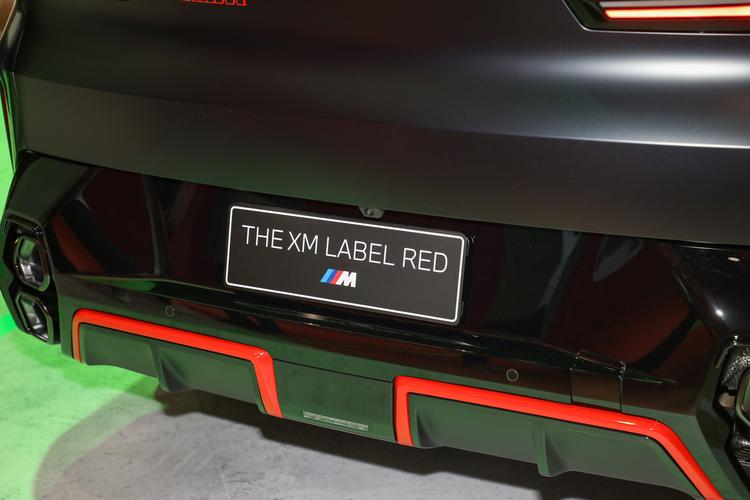 THE XM LABEL RED
M